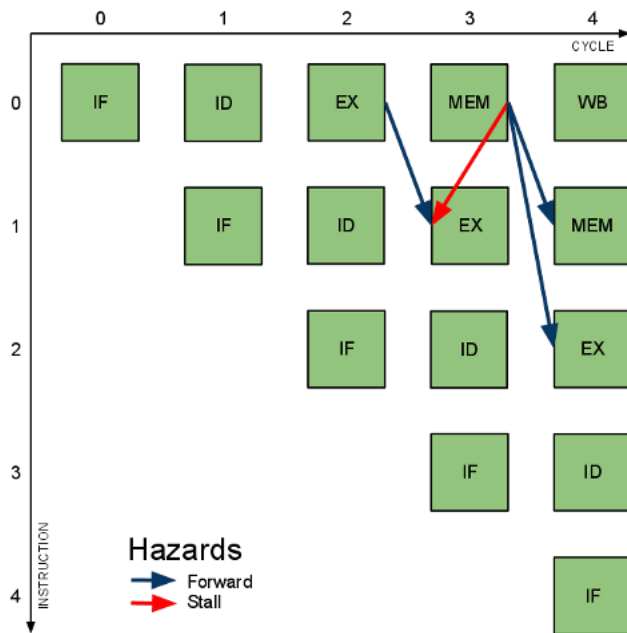 0 1 2 3 4
CYCLE
0 IF ID EX MEM WB
1 IF ID EX MEM
2 IF ID EX
3 IF ID
4 IF
INSTRUCTION
Hazards
Forward
Stall